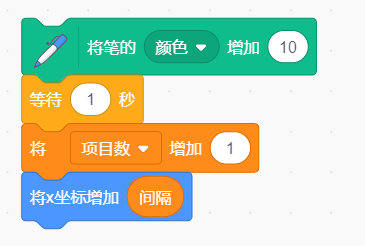 将笔的 颜色 增加 10
等待 1 秒
将 项目数 增加 1
将x坐标增加 间隔